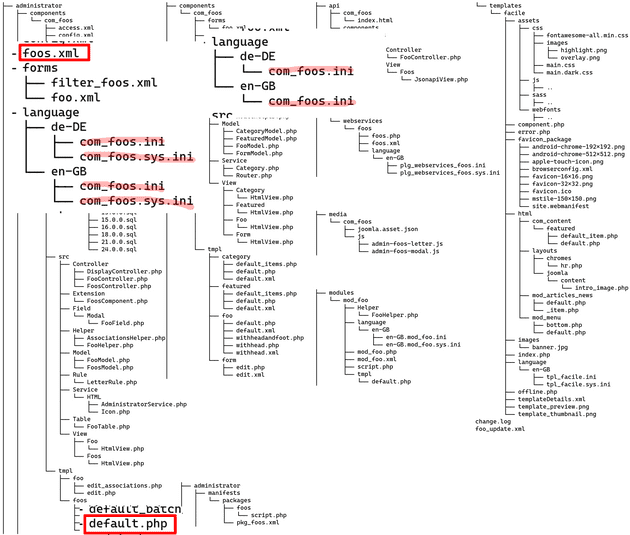 administrator
components
com_foos
access.xml
config.xml
foos.xml
forms
filter_foos.xml
foo.xml
language
de-DE
com_foos.ini
com_foos.sys.ini
en-GB
com_foos.ini
com_foos.sys.ini
15.0.0.sql
16.0.0.sql
18.0.0.sql
21.0.0.sql
24.0.0.sql
src
Controller
DisplayController.php
FooController.php
FoosController.php
Extension
FoosComponent.php
Field
Modal
FooField.php
Helper
AssociationsHelper.php
FooHelper.php
Model
FooModel.php
FoosModel.php
Rule
LetterRule.php
Service
HTML
AdministratorService.php
Icon.php
Table
FooTable.php
View
Foo
HtmlView.php
Foos
HtmlView.php
tmpl
foo
edit_associations.php
edit.php
foos
default_batch
default.php
administrator
manifests
packages
foos
script.php
pkg_foos.xml
components
com_foos
forms
foo.xml
language
de-DE
com_foos.ini
en-GB
com_foos.ini
src
Model
CategoryModel.php
FeaturedModel.php
FooModel.php
FormModel.php
Service
Category.php
Router.php
View
Category
HtmlView.php
Featured
HtmlView.php
Foo
HtmlView.php
Form
HtmlView.php
tmpl
category
default_items.php
default.php
default.xml
featured
default_items.php
default.php
default.xml
foo
default.php
default.xml
withheadandfoot.php
withhead.php
withhead.xml
form
edit.php
edit.xml
api
com_foos
index.html
components
Controller
FooController.php
View
Foos
JsonapiView.php
webservices
foos
foos.php
foos.xml
language
en-GB
plg_webservices_foos.ini
plg_webservices_foos.sys.ini
media
com_foos
joomla.asset.json
js
admin-foos-letter.js
admin-foos-modal.js
modules
mod_foo
Helper
FooHelper.php
language
en-GB
en-GB.mod_foo.ini
en-GB.mod_foo.sys.ini
mod_foo.php
mod_foo.xml
script.php
tmpl
default.php
templates
facile
assets
css
fontawesome-all.min.css
images
highlight.png
overlay.png
main.css
main.dark.css
js
..
sass
..
webfonts
..
component.php
error.php
favicon_package
android-chrome-192×192.png
android-chrome-512×512.png
apple-touch-icon.png
browserconfig.xml
favicon-16×16.png
favicon-32×32.png
favicon.ico
mstile-150×150.png
site.webmanifest
html
com_content
featured
default_item.php
default.php
layouts
chromes
hr.php
joomla
content
intro_image.php
mod_articles_news
default.php
_item.php
mod_menu
bottom.php
default.php
images
banner.jpg
index.php
language
en-GB
tpl_facile.ini
tpl_facile.sys.ini
offline.php
templateDetails.xml
template_preview.png
template_thumbnail.png
change.log
foo_update.xml